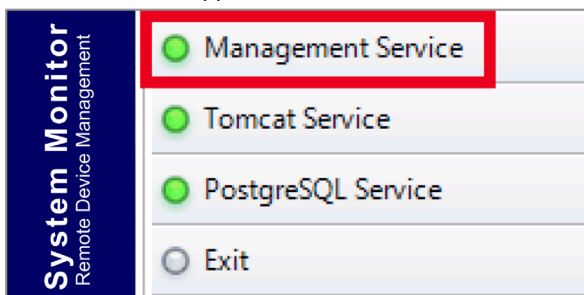 System Monitor
Remote Device Management
Management Service
Tomcat Service
PostgreSQL Service
Exit